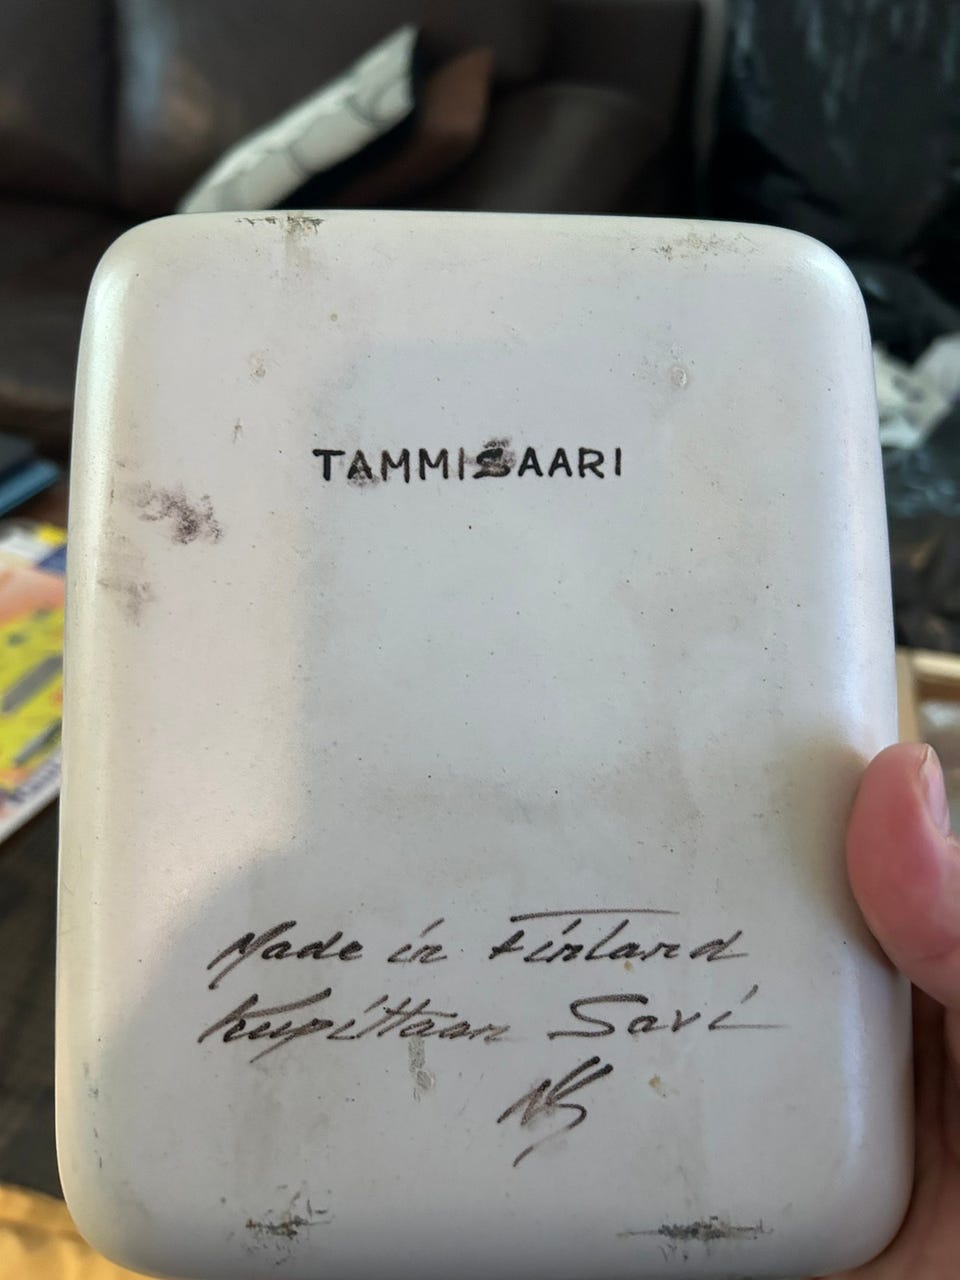 TAMMISAARI
Made in Finland
Kupittaan Savi